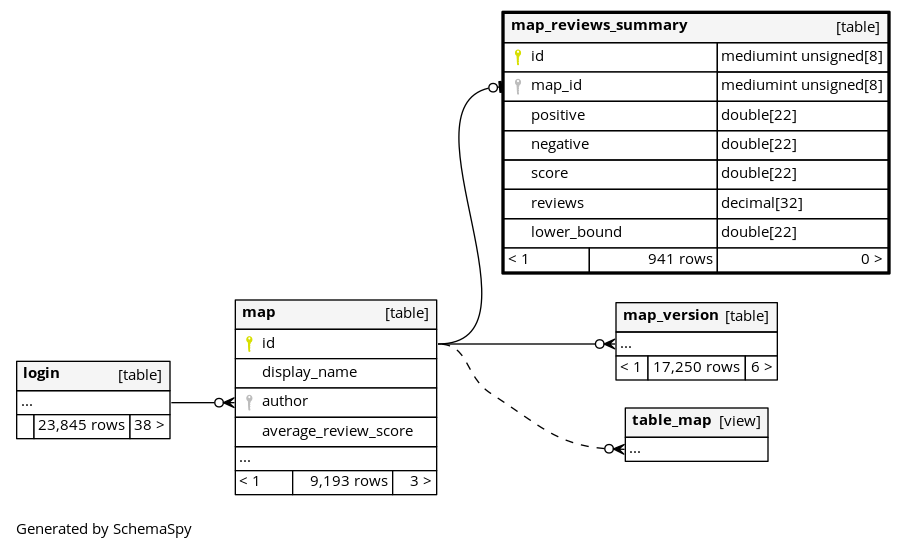 map_reviews_summary [table]
id mediumint unsigned[8]
map_id mediumint unsigned[8]
positive double[22]
negative double[22]
score double[22]
reviews decimal[32]
lower_bound double[22]
< 1 941 rows 0 >
map [table]
id
display_name
author
average_review_score
...
< 1 9,193 rows 3 >
map_version [table]
...
< 1 17,250 rows 6 >
login [table]
...
23,845 rows 38 >
table_map [view]
...
Generated by SchemaSpy